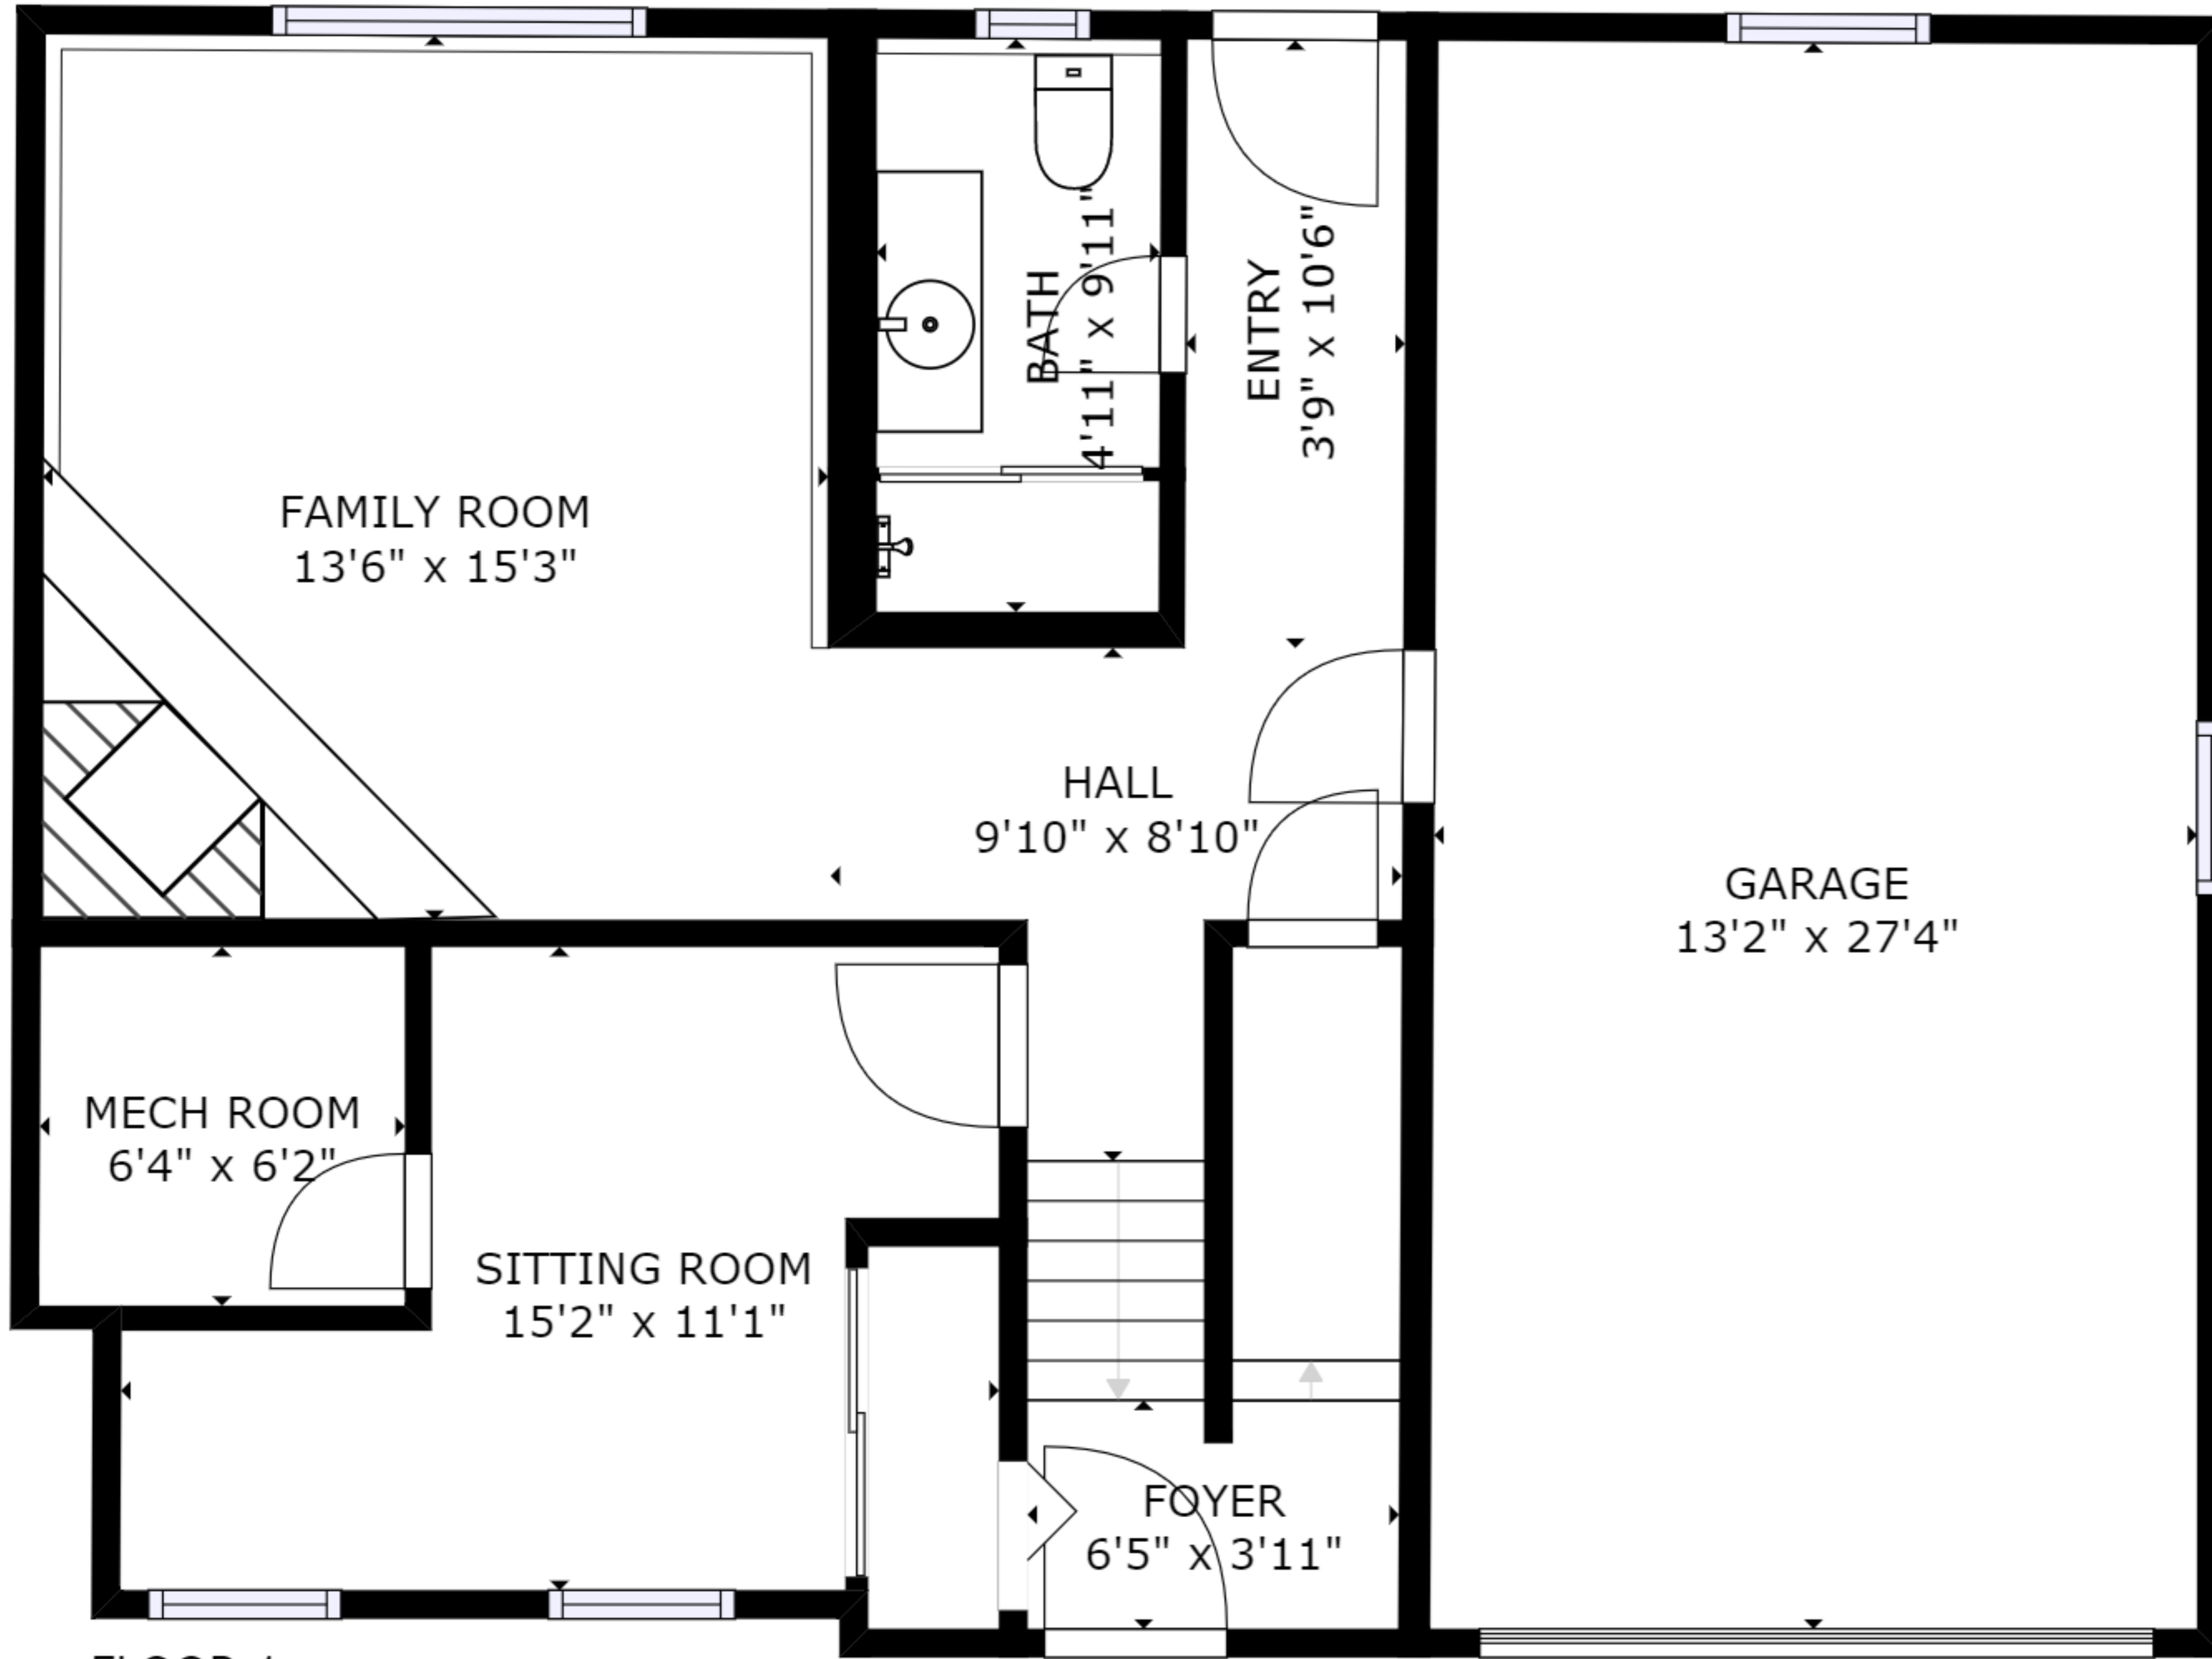 BATH
4'11" x 9'11"
ENTRY
3'9" x 10'6"
FAMILY ROOM
13'6" x 15'3"
HALL
9'10" x 8'10"
GARAGE
13'2" x 27'4"
MECH ROOM
6'4" x 6'2"
SITTING ROOM
15'2" x 11'1"
FOYER
6'5" x 3'11"
FLOOR